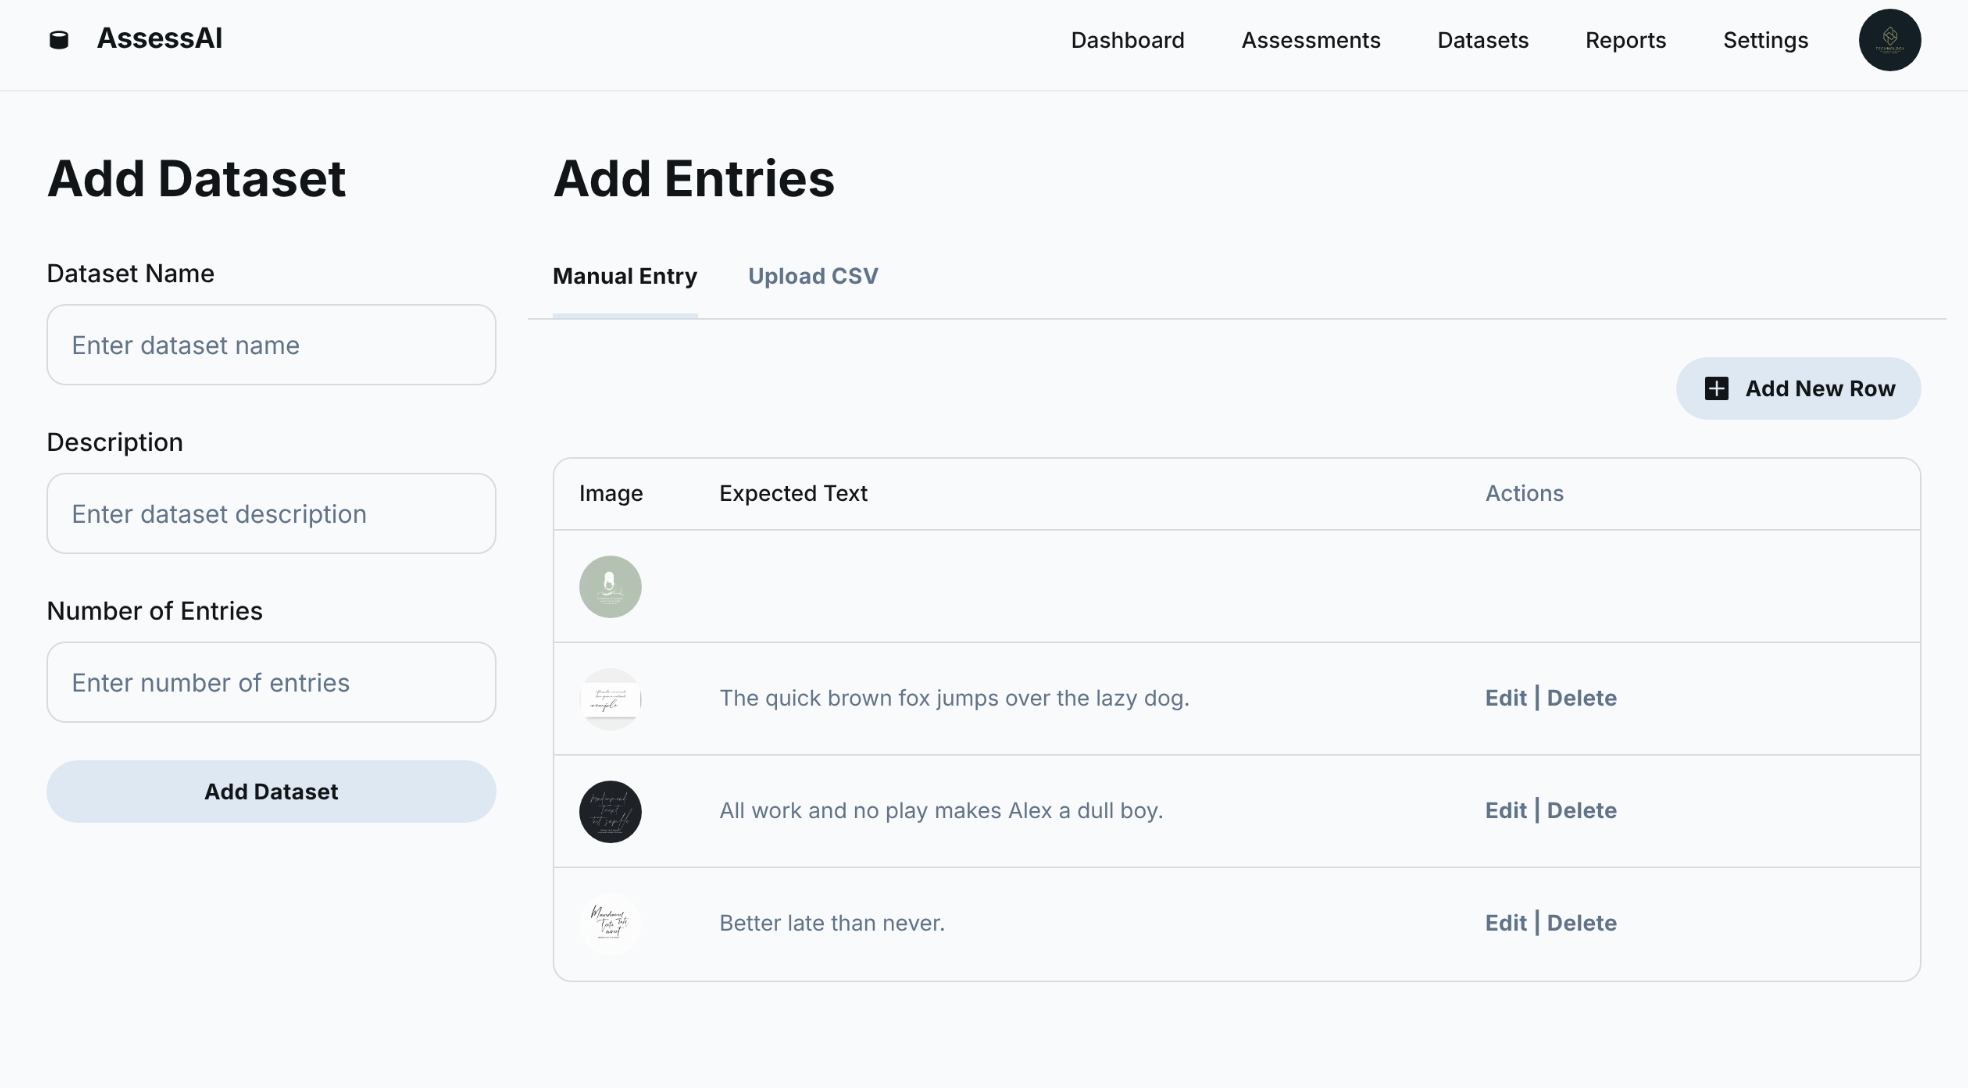 AssessAI
Dashboard
Assessments
Datasets
Reports
Settings
Add Dataset
Dataset Name
Enter dataset name
Description
Enter dataset description
Number of Entries
Enter number of entries
Add Dataset
Add Entries
Manual Entry
Upload CSV
Add New Row
Image Expected Text Actions
The quick brown fox jumps over the lazy dog. Edit | Delete
All work and no play makes Alex a dull boy. Edit | Delete
Better late than never. Edit | Delete